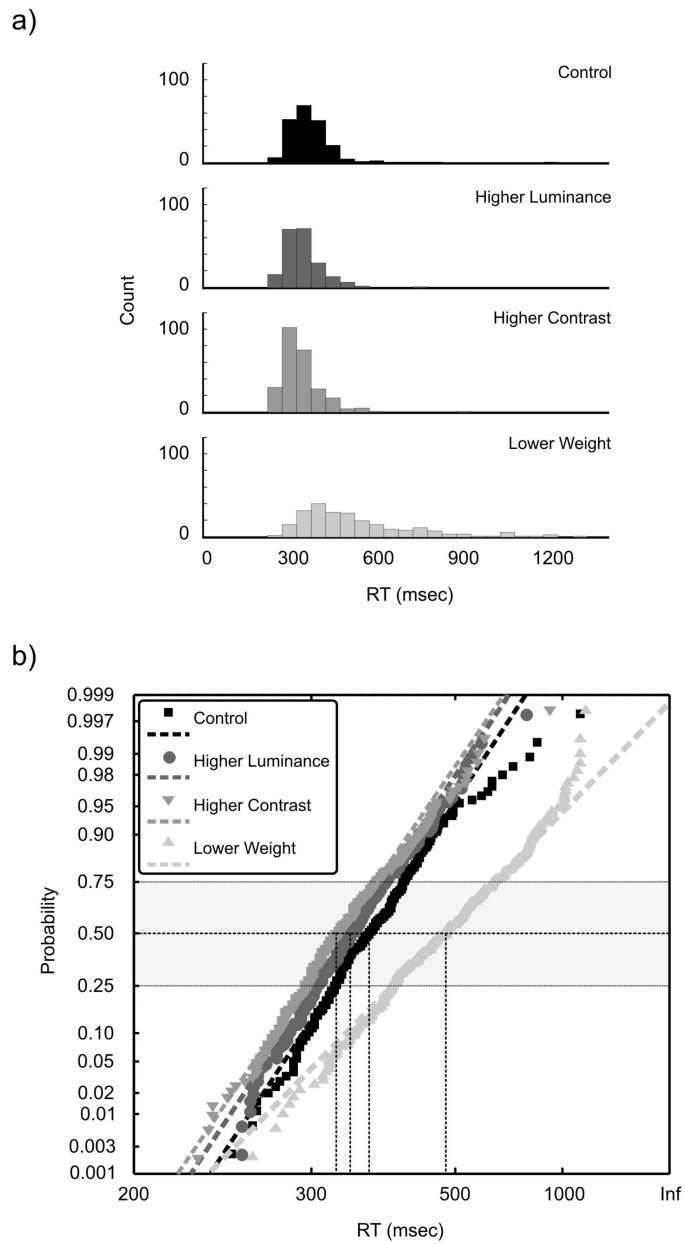 a)
100
Control
0
100
Higher Luminance
0
Count
100
Higher Contrast
0
100
Lower Weight
0
0 300 600 900 1200
RT (msec)
b)
0.999
0.997
0.99
0.98
0.95
0.90
0.75
0.50
0.25
0.10
0.05
0.02
0.01
0.003
0.001
Probability
Control
Higher Luminance
Higher Contrast
Lower Weight
200 300 500 1000 Inf
RT (msec)